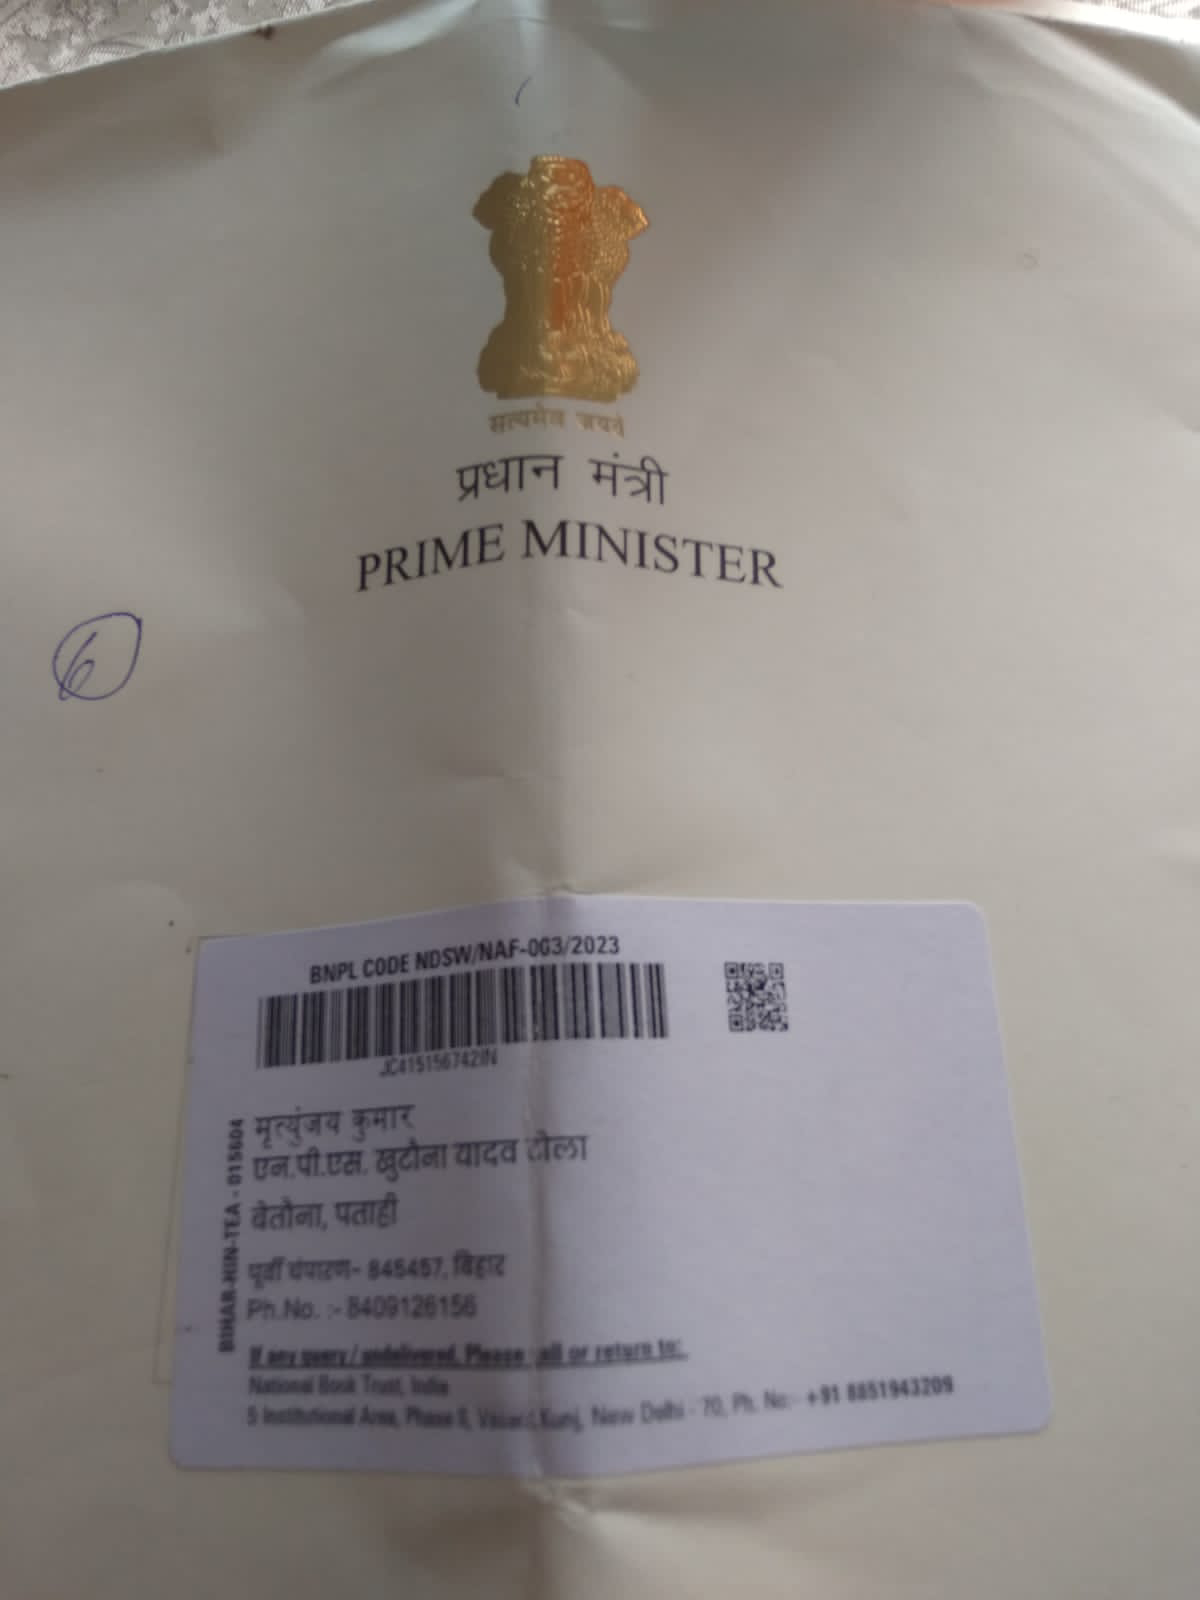 सत्यमेव जयते
प्रधान मंत्री
PRIME MINISTER
6
BNPL CODE NDSW/NAF-003/2023
JC415156742IN
BIHAR-HIN-TEA - 015604
मृत्युंजय कुमार
एन.पी.एस. खुटौना यादव टोला
बेतौना, पताही
पूर्वी चंपारण- 845457, बिहार
Ph.No. :- 8409126156
If any query / undelivered, Please call or return to:
National Book Trust, India
5 Institutional Area, Phase II, Vasant Kunj, New Delhi - 70, Ph. No:- +91 8851943209